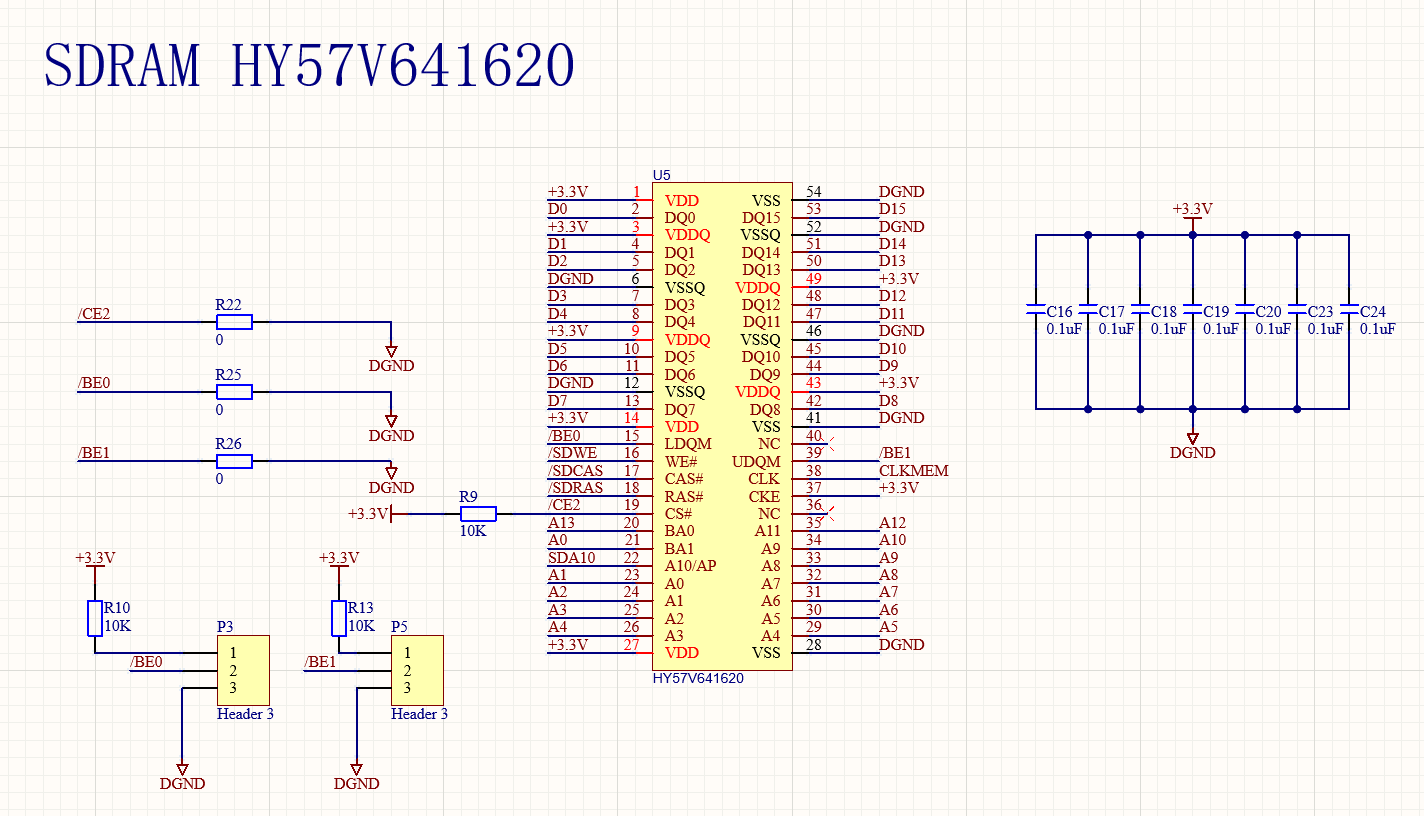 SDRAM HY57V641620
/CE2
R22
0
DGND
/BE0
R25
0
DGND
/BE1
R26
0
DGND
+3.3V
R9
10K
+3.3V
R10
10K
P3
/BE0
1
2
3
Header 3
DGND
+3.3V
R13
10K
P5
/BE1
1
2
3
Header 3
DGND
U5
+3.3V 1 VDD VSS 54 DGND
D0 2 DQ0 DQ15 53 D15
+3.3V 3 VDDQ VSSQ 52 DGND
D1 4 DQ1 DQ14 51 D14
D2 5 DQ2 DQ13 50 D13
DGND 6 VSSQ VDDQ 49 +3.3V
D3 7 DQ3 DQ12 48 D12
D4 8 DQ4 DQ11 47 D11
+3.3V 9 VDDQ VSSQ 46 DGND
D5 10 DQ5 DQ10 45 D10
D6 11 DQ6 DQ9 44 D9
DGND 12 VSSQ VDDQ 43 +3.3V
D7 13 DQ7 DQ8 42 D8
+3.3V 14 VDD VSS 41 DGND
/BE0 15 LDQM NC 40
/SDWE 16 WE# UDQM 39 /BE1
/SDCAS 17 CAS# CLK 38 CLKMEM
/SDRAS 18 RAS# CKE 37 +3.3V
/CE2 19 CS# NC 36
A13 20 BA0 A11 35 A12
A0 21 BA1 A9 34 A10
SDA10 22 A10/AP A8 33 A9
A1 23 A0 A7 32 A8
A2 24 A1 A6 31 A7
A3 25 A2 A5 30 A6
A4 26 A3 A4 29 A5
+3.3V 27 VDD VSS 28 DGND
HY57V641620
+3.3V
C16 C17 C18 C19 C20 C23 C24
0.1uF 0.1uF 0.1uF 0.1uF 0.1uF 0.1uF 0.1uF
DGND